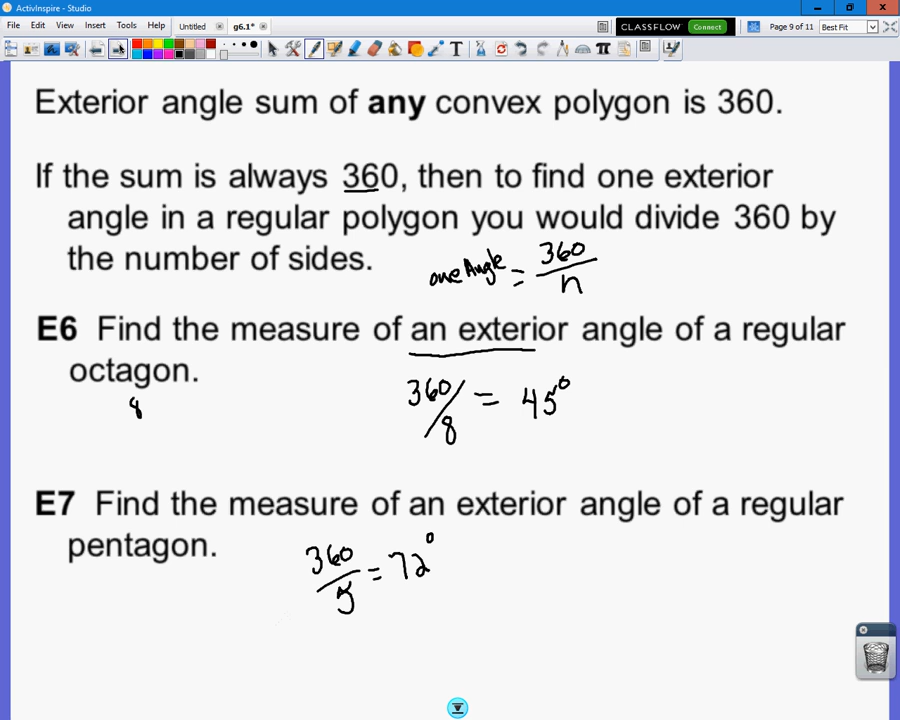 ActivInspire - Studio
File Edit View Insert Tools Help
Untitled
g6.1*
CLASSFLOW
Connect
Page 9 of 11
Best Fit
Exterior angle sum of any convex polygon is 360.
If the sum is always 360, then to find one exterior
angle in a regular polygon you would divide 360 by
the number of sides.
one Angle = 360/n
E6 Find the measure of an exterior angle of a regular
octagon.
8
360/8 = 45°
E7 Find the measure of an exterior angle of a regular
pentagon.
360/5 = 72°